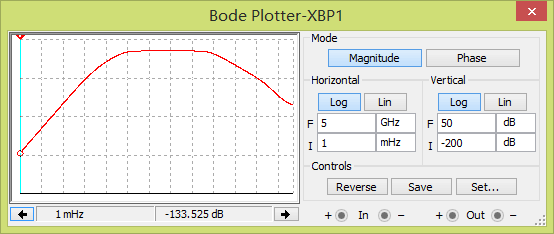 Bode Plotter-XBP1
Mode
Magnitude Phase
Horizontal Vertical
Log Lin Log Lin
F 5 GHz F 50 dB
I 1 mHz I -200 dB
Controls
Reverse Save Set...
1 mHz -133.525 dB + In − + Out −